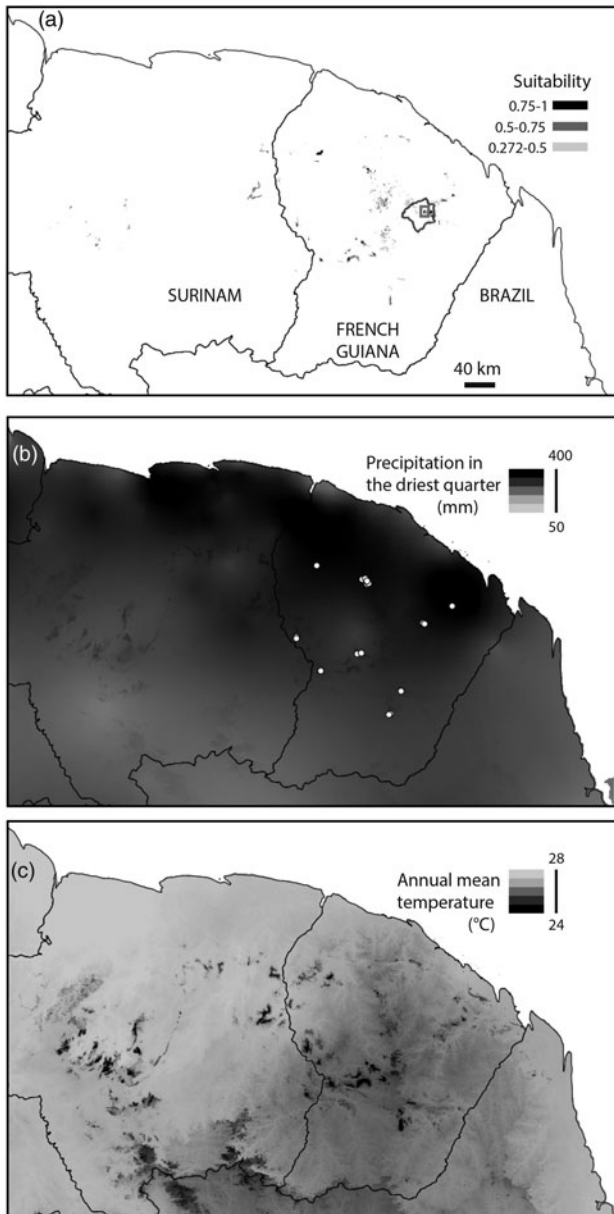 (a)
Suitability
0.75-1
0.5-0.75
0.272-0.5
SURINAM
FRENCH
GUIANA
BRAZIL
40 km
(b)
Precipitation in
the driest quarter
(mm)
400
50
(c)
Annual mean
temperature
(°C)
28
24